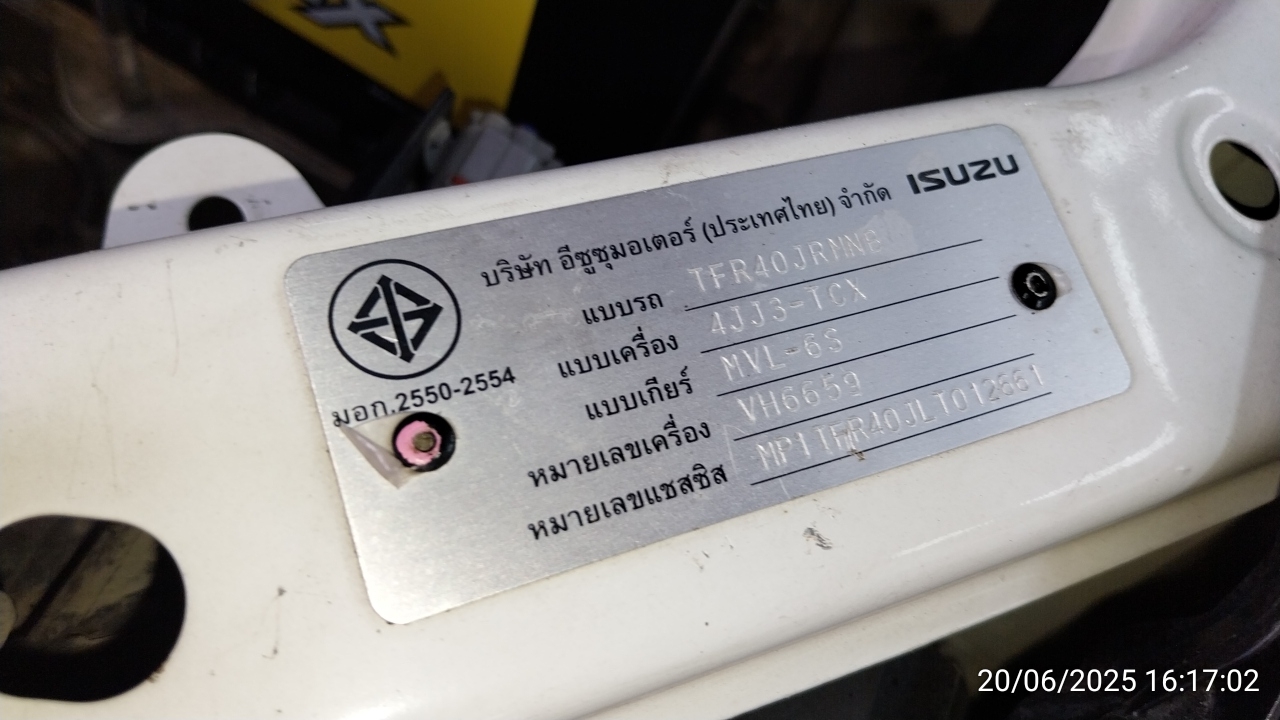 X
ISUZU
บริษัท อีซูซุมอเตอร์ (ประเทศไทย) จำกัด
แบบรถ TFR40JRMNB
แบบเครื่อง 4JJ3-TCX
แบบเกียร์ MVL-6S
มอก.2550-2554
หมายเลขเครื่อง VH6659
หมายเลขแชสซิส MP1TFR40JLT012661
C
20/06/2025 16:17:02